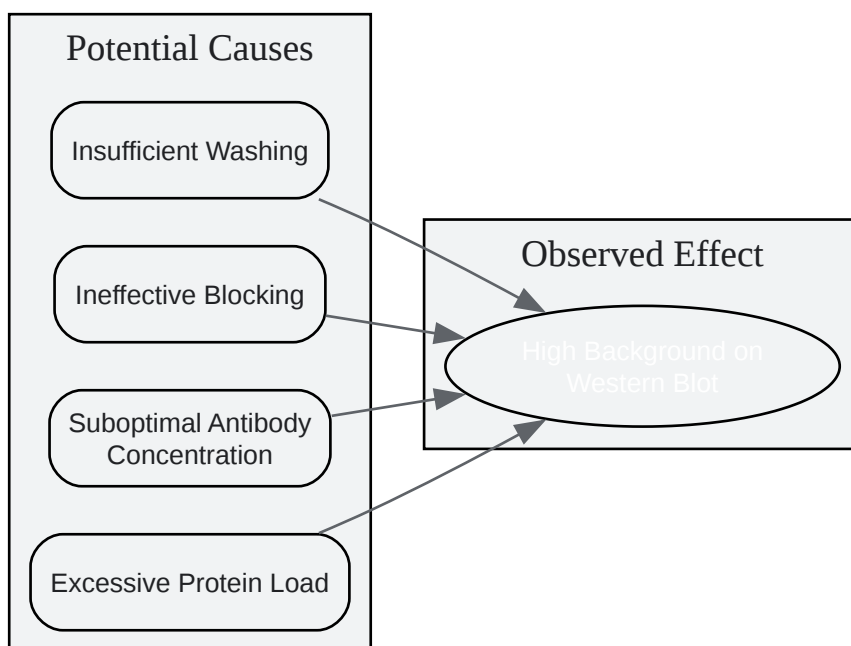 Potential Causes
Insufficient Washing
Ineffective Blocking
Suboptimal Antibody
Concentration
Excessive Protein Load
Observed Effect
High Background on
Western Blot